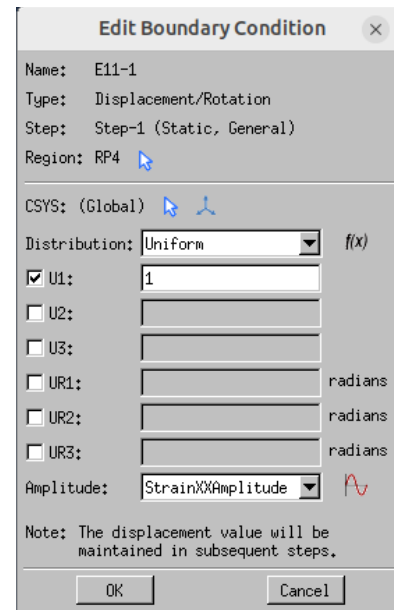 Edit Boundary Condition
Name: E11-1
Type: Displacement/Rotation
Step: Step-1 (Static, General)
Region: RP4
CSYS: (Global)
Distribution: Uniform f(x)
U1: 1
U2:
U3:
UR1: radians
UR2: radians
UR3: radians
Amplitude: StrainXXAmplitude
Note: The displacement value will be
maintained in subsequent steps.
OK Cancel